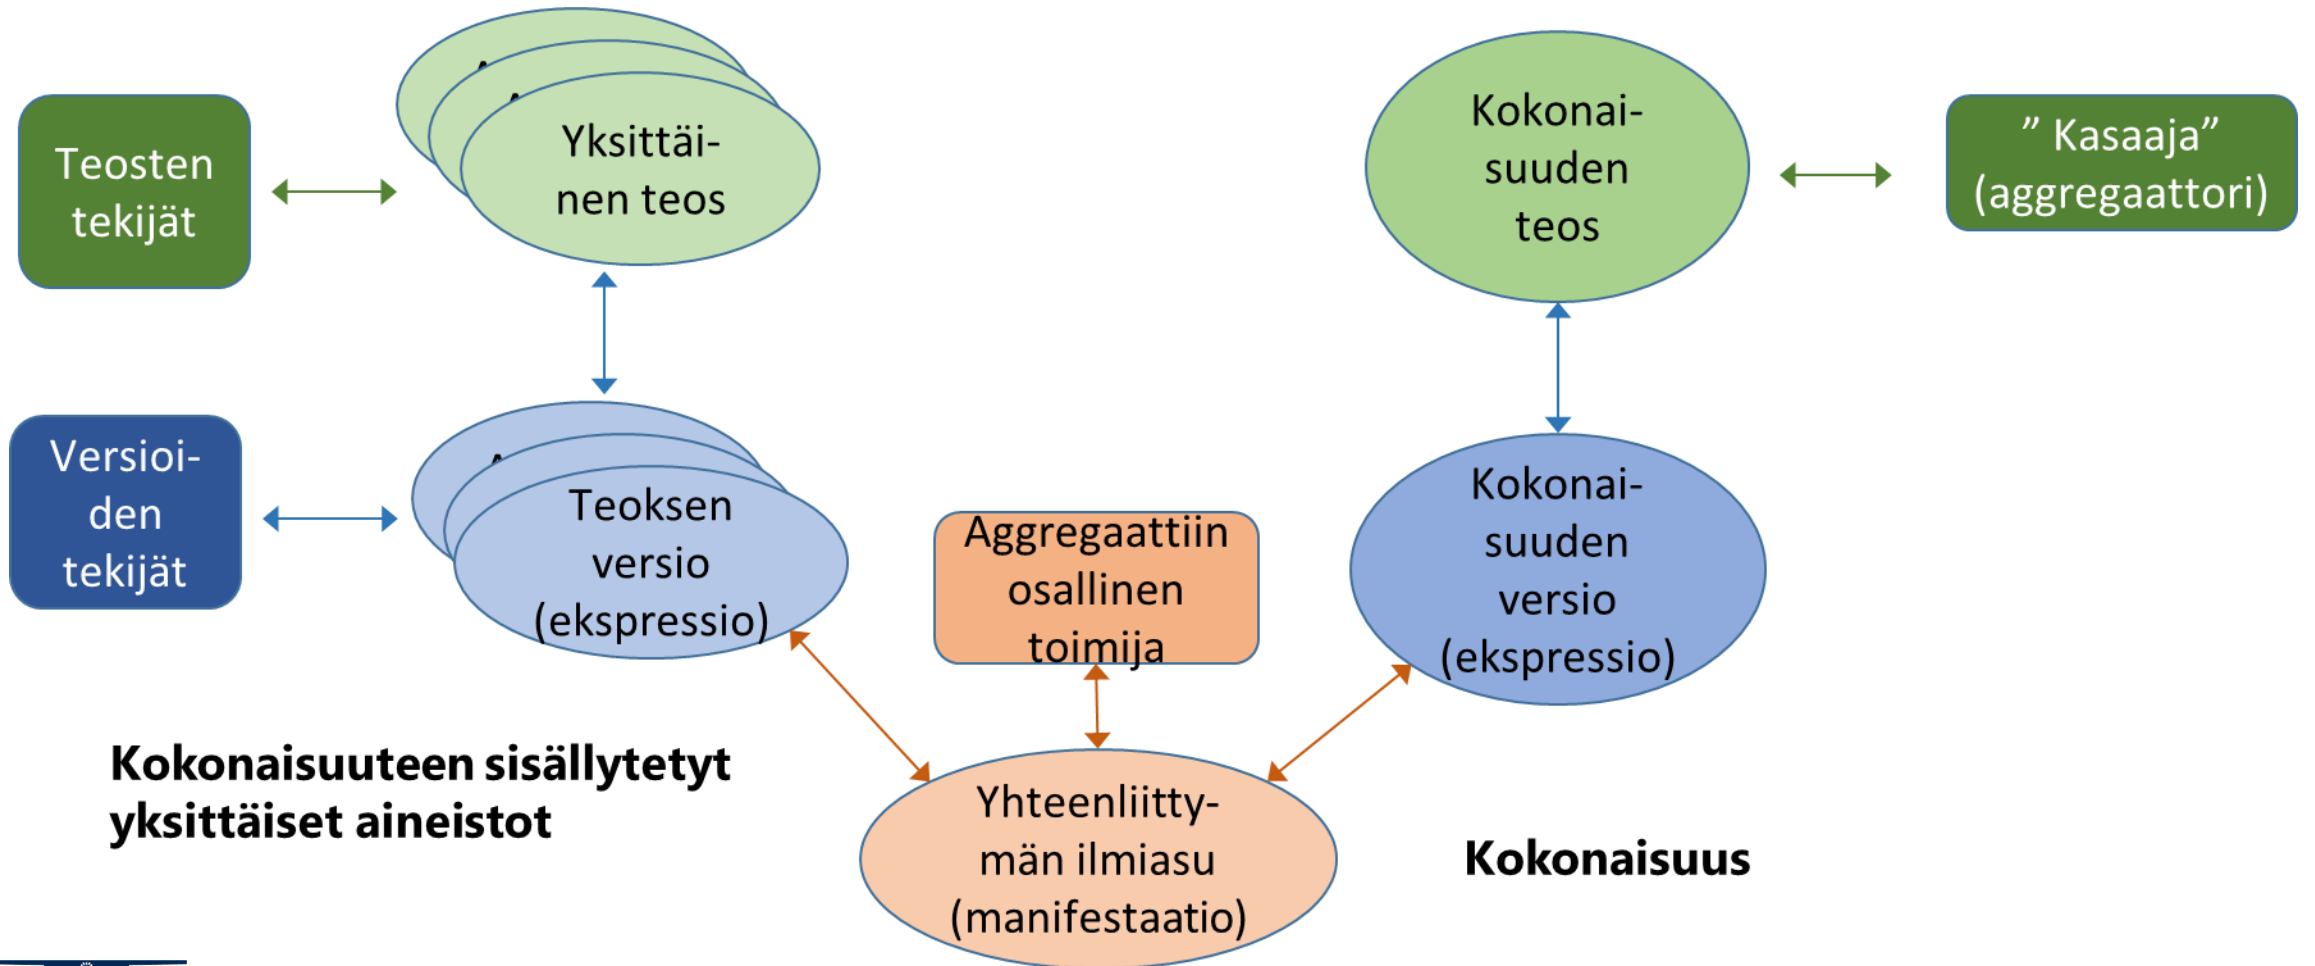 Teosten
tekijät
Yksittäi-
nen teos
Kokonai-
suuden
teos
” Kasaaja”
(aggregaattori)
Versioi-
den
tekijät
Teoksen
versio
(ekspressio)
Aggregaattiin
osallinen
toimija
Kokonai-
suuden
versio
(ekspressio)
Kokonaisuuteen sisällytetyt
yksittäiset aineistot
Yhteenliitty-
män ilmiasu
(manifestaatio)
Kokonaisuus